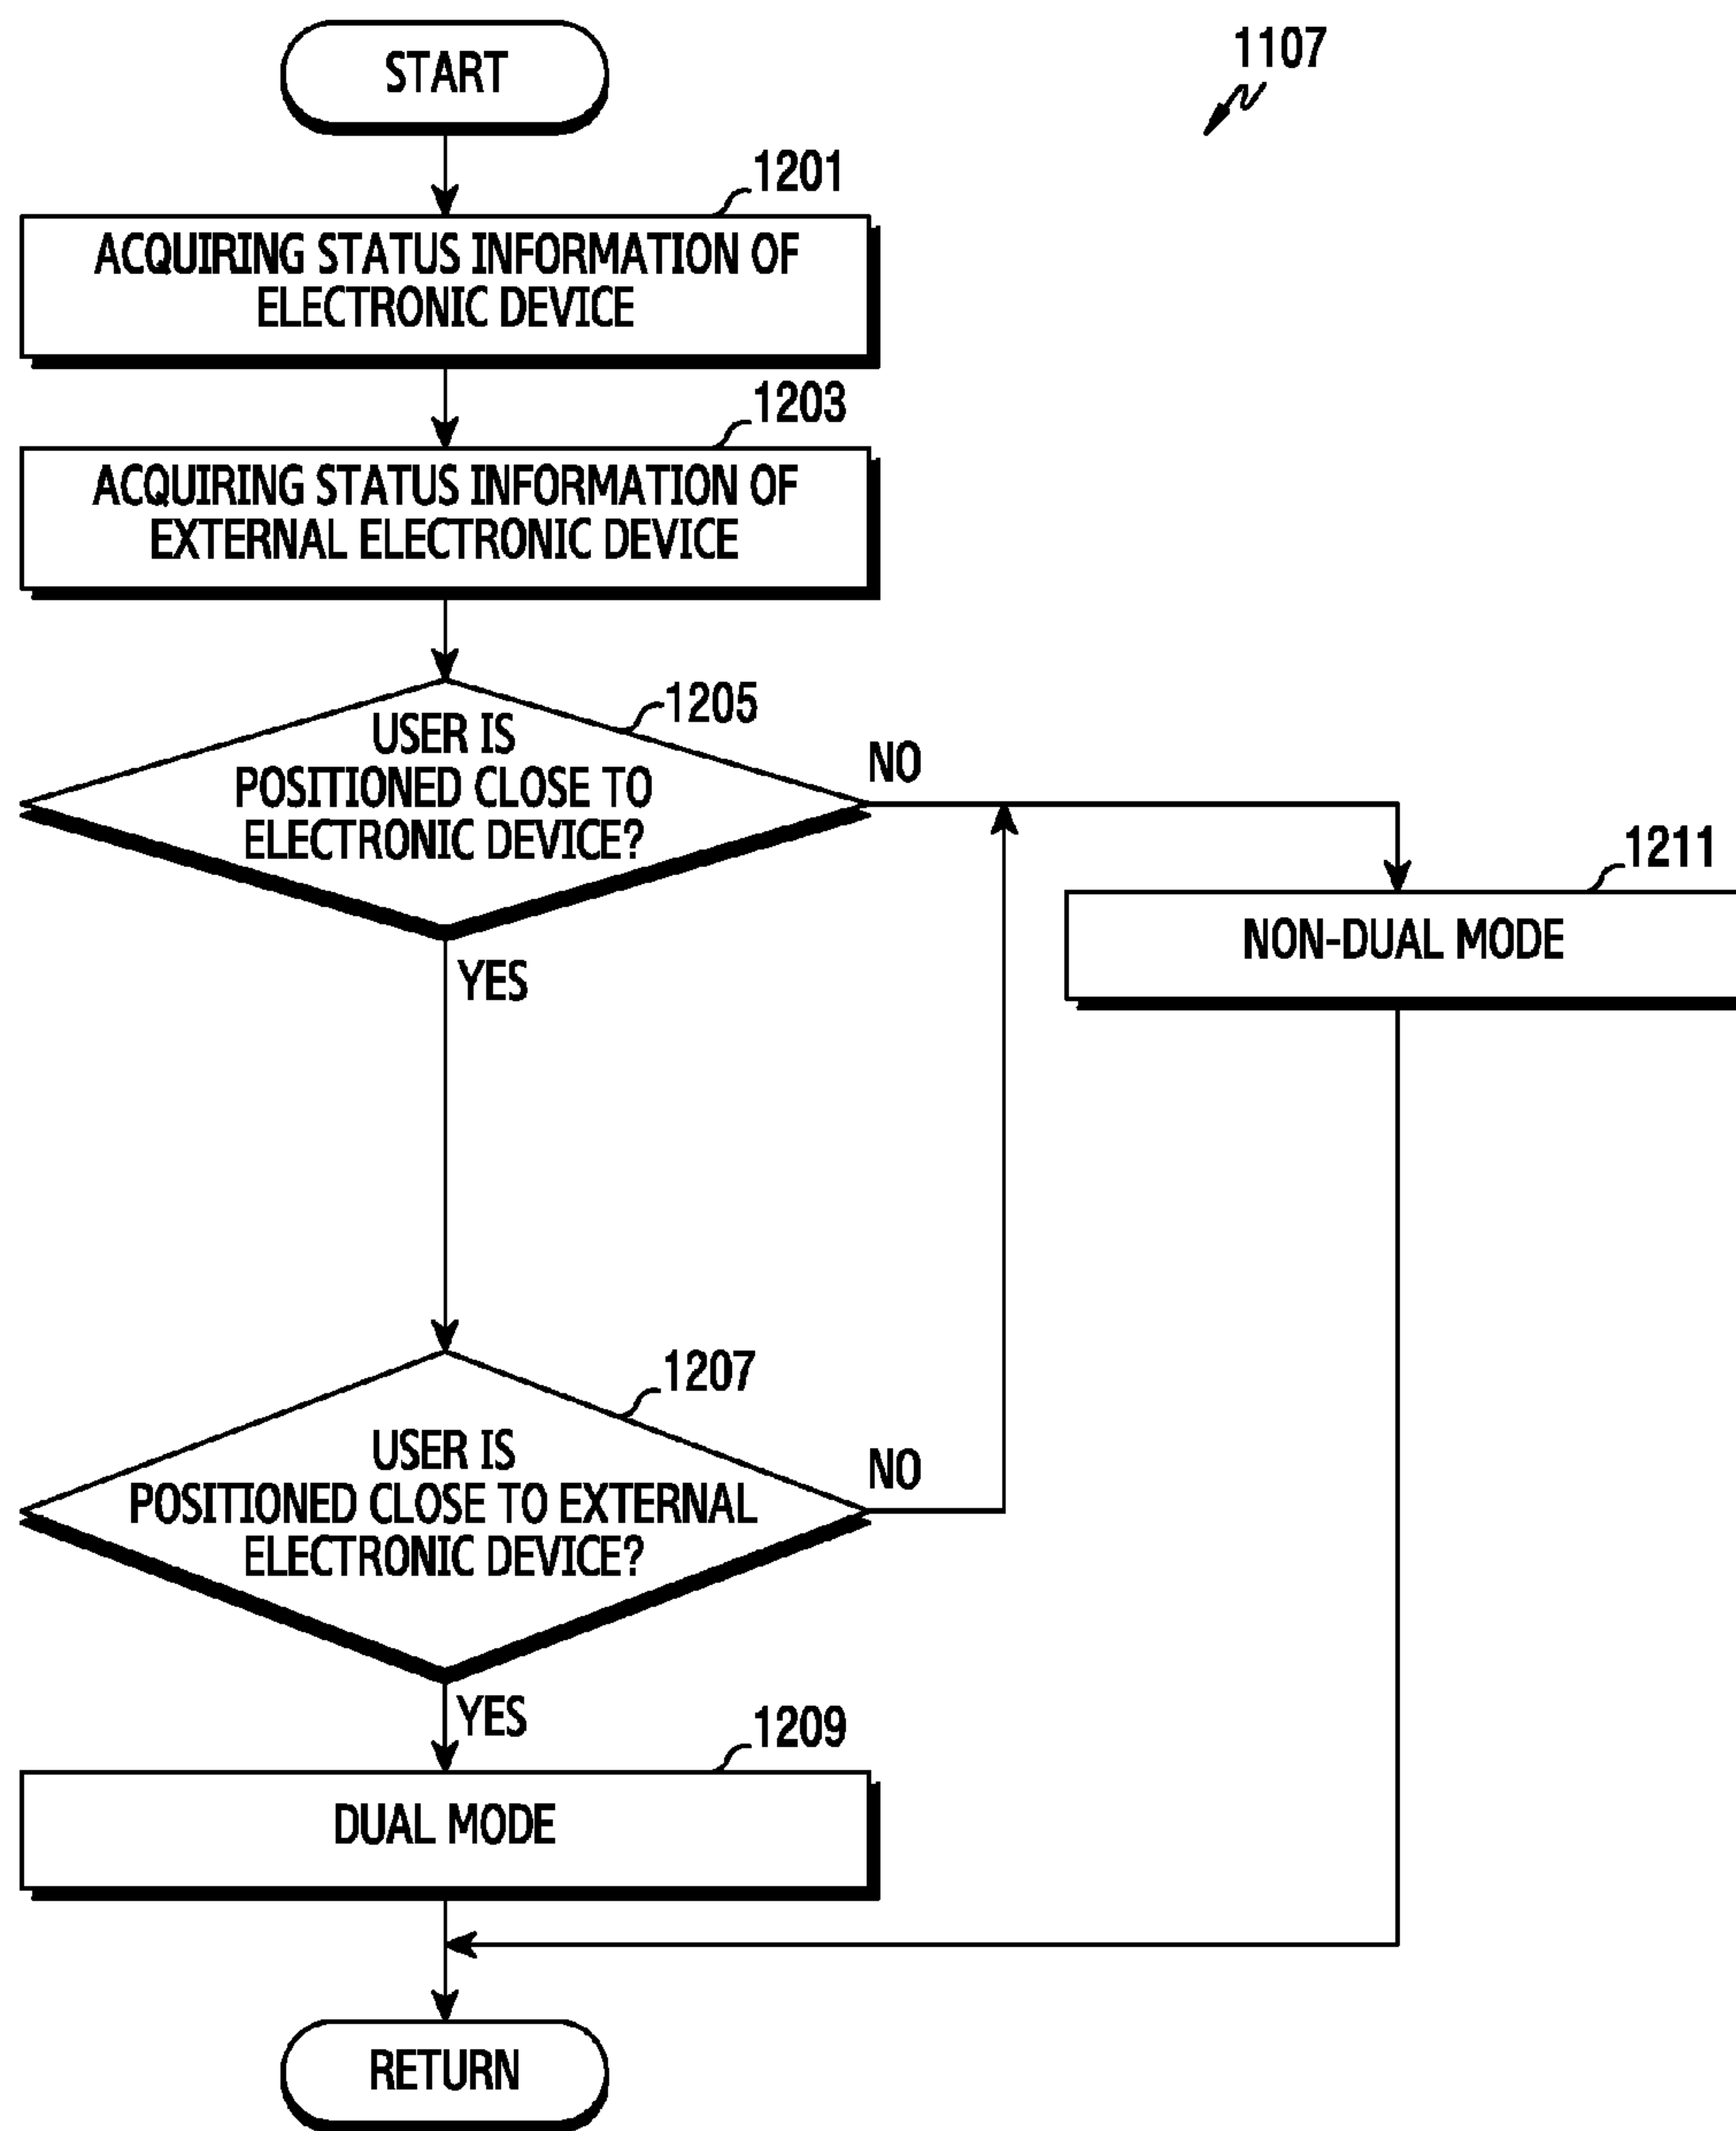 START
1107
1201
ACQUIRING STATUS INFORMATION OF
ELECTRONIC DEVICE
1203
ACQUIRING STATUS INFORMATION OF
EXTERNAL ELECTRONIC DEVICE
1205
USER IS
POSITIONED CLOSE TO
ELECTRONIC DEVICE?
NO
YES
1211
NON-DUAL MODE
1207
USER IS
POSITIONED CLOSE TO EXTERNAL
ELECTRONIC DEVICE?
NO
YES
1209
DUAL MODE
RETURN